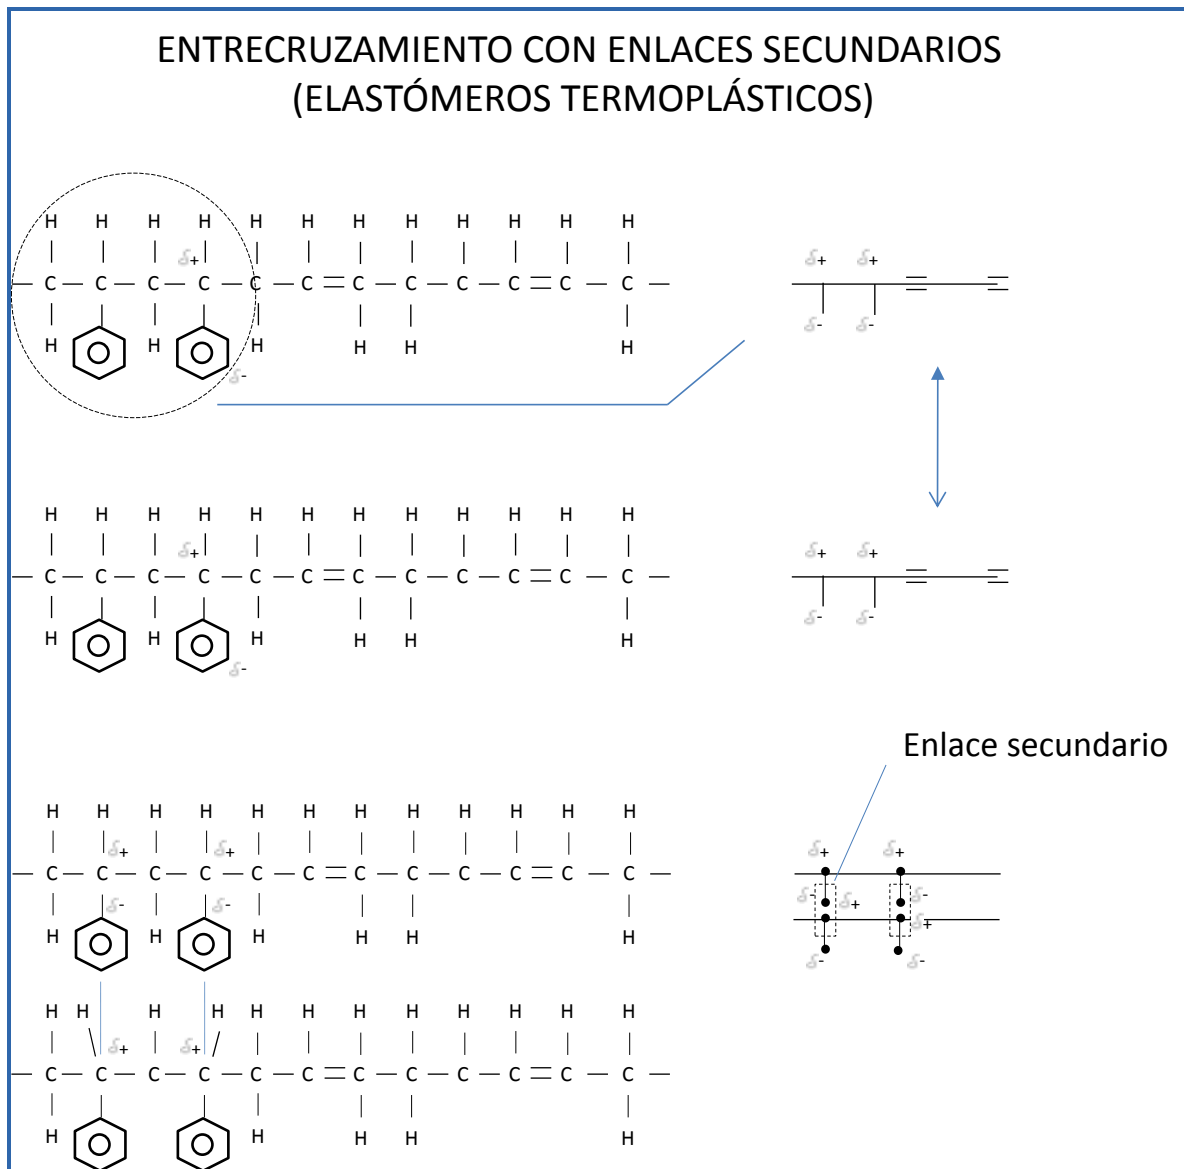 ENTRECRUZAMIENTO CON ENLACES SECUNDARIOS
(ELASTÓMEROS TERMOPLÁSTICOS)
H H H H H H H H H H H H
δ+
C C C C C C C C C C C C
H H H H H H
δ-
δ+ δ+
δ- δ-
H H H H H H H H H H H H
δ+
C C C C C C C C C C C C
H H H H H H
δ-
δ+ δ+
δ- δ-
Enlace secundario
H H H H H H H H H H H H
δ+ δ+
C C C C C C C C C C C C
δ- δ-
H H H H H H
δ+ δ+
δ- δ+ δ-
δ+
δ- δ-
H H H H H H H H H H H H
δ+ δ+
C C C C C C C C C C C C
H H H H